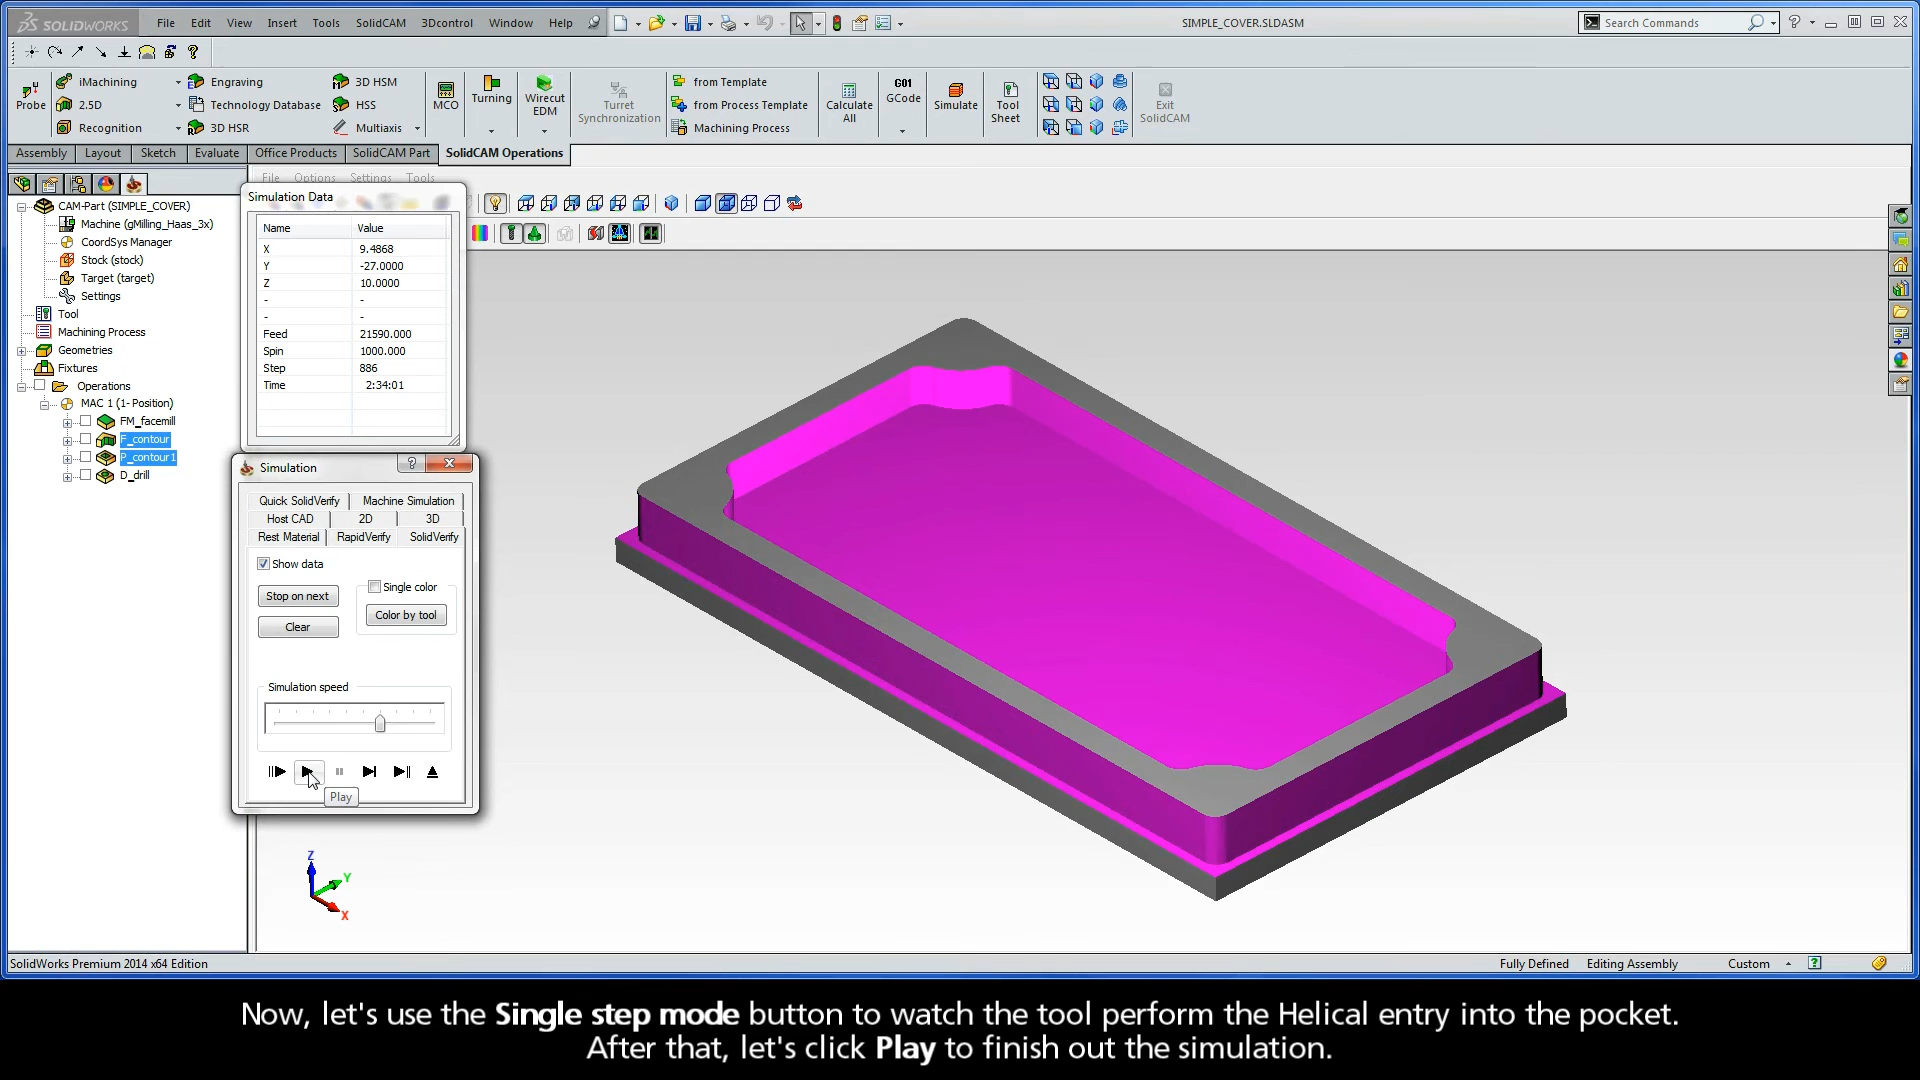 SOLIDWORKS File Edit View Insert Tools SolidCAM 3Dcontrol Window Help SIMPLE_COVER.SLDASM Search Commands
iMachining Engraving 3D HSM from Template
Probe 2.5D Technology Database HSS MCO Turning Wirecut EDM Turret Synchronization from Process Template Calculate All G01 GCode Simulate Tool Sheet Exit SolidCAM
Recognition 3D HSR Multiaxis Machining Process
Assembly Layout Sketch Evaluate Office Products SolidCAM Part SolidCAM Operations
File Options Settings Tools
Simulation Data
Name Value
X 9.4868
Y -27.0000
Z 10.0000
- -
- -
Feed 21590.000
Spin 1000.000
Step 886
Time 2:34:01
CAM-Part (SIMPLE_COVER)
Machine (gMilling_Haas_3x)
CoordSys Manager
Stock (stock)
Target (target)
Settings
Tool
Machining Process
Geometries
Fixtures
Operations
MAC 1 (1- Position)
FM_facemill
F_contour
P_contour1
D_drill
Simulation
Quick SolidVerify Machine Simulation
Host CAD 2D 3D
Rest Material RapidVerify SolidVerify
Show data
Stop on next Single color
Clear Color by tool
Simulation speed
Play
Z
Y
X
SolidWorks Premium 2014 x64 Edition Fully Defined Editing Assembly Custom
Now, let's use the Single step mode button to watch the tool perform the Helical entry into the pocket.
After that, let's click Play to finish out the simulation.